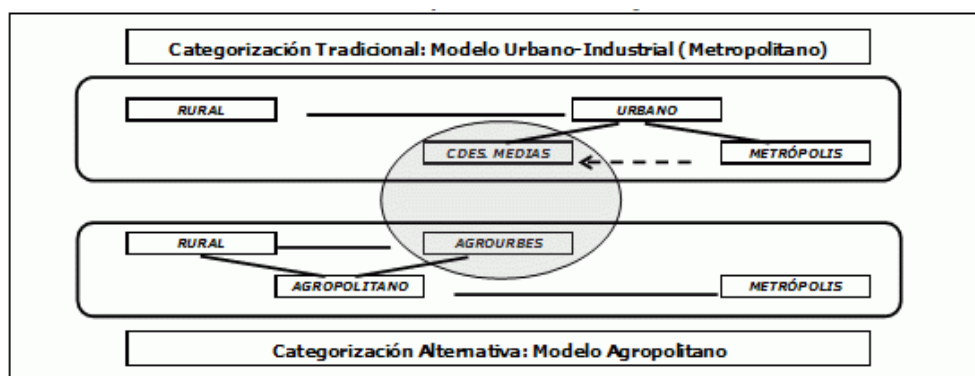 Categorización Tradicional: Modelo Urbano-Industrial (Metropolitano)
RURAL
URBANO
CDES. MEDIAS
METRÓPOLIS
RURAL
AGROURBES
AGROPOLITANO
METRÓPOLIS
Categorización Alternativa: Modelo Agropolitano